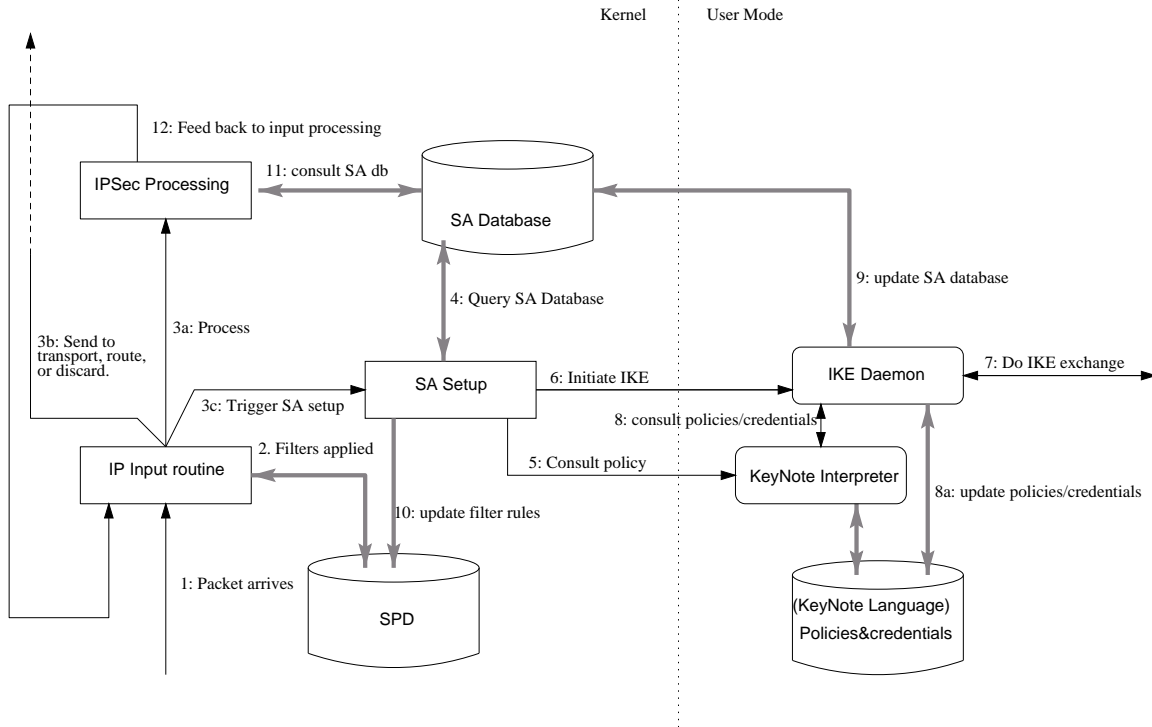 Kernel
User Mode
12: Feed back to input processing
IPSec Processing
11: consult SA db
SA Database
9: update SA database
4: Query SA Database
3a: Process
3b: Send to
transport, route,
or discard.
SA Setup
6: Initiate IKE
IKE Daemon
7: Do IKE exchange
3c: Trigger SA setup
8: consult policies/credentials
2. Filters applied
IP Input routine
5: Consult policy
KeyNote Interpreter
8a: update policies/credentials
10: update filter rules
1: Packet arrives
SPD
(KeyNote Language)
Policies&credentials